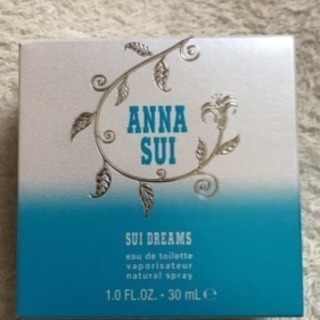 ANNA
SUI
SUI DREAMS
eau de toilette
vaporisateur
natural spray
1.0 FL.OZ. - 30 ml ℮